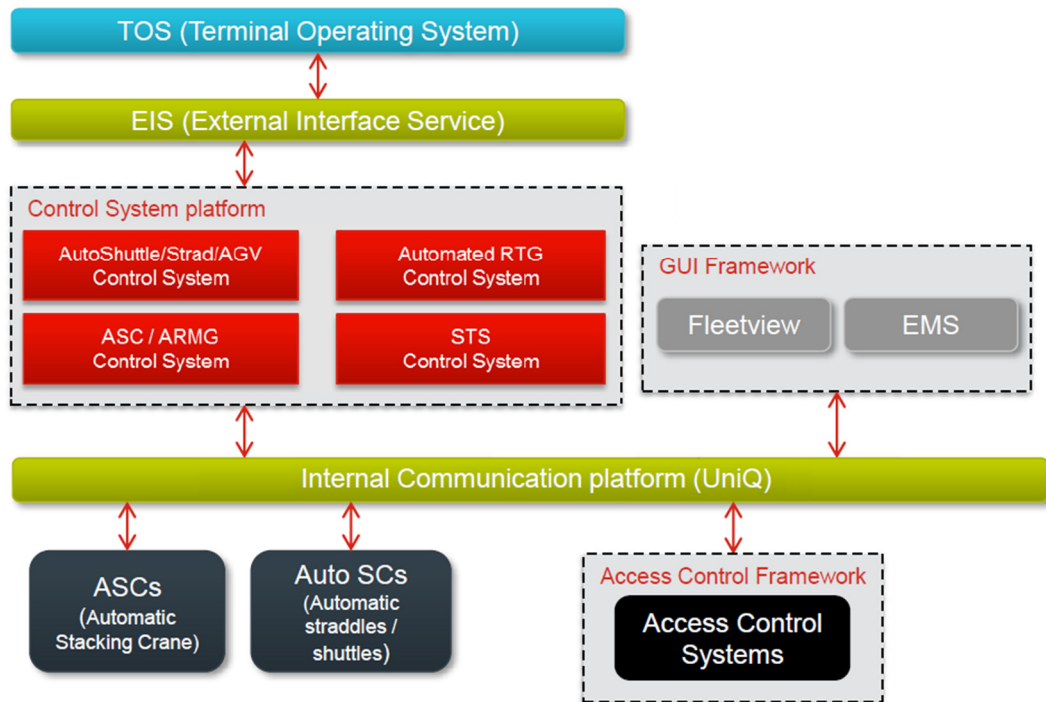 TOS (Terminal Operating System)
EIS (External Interface Service)
Control System platform
AutoShuttle/Strad/AGV
Control System
Automated RTG
Control System
ASC / ARMG
Control System
STS
Control System
GUI Framework
Fleetview
EMS
Internal Communication platform (UniQ)
ASCs
(Automatic
Stacking Crane)
Auto SCs
(Automatic
straddles /
shuttles)
Access Control Framework
Access Control
Systems